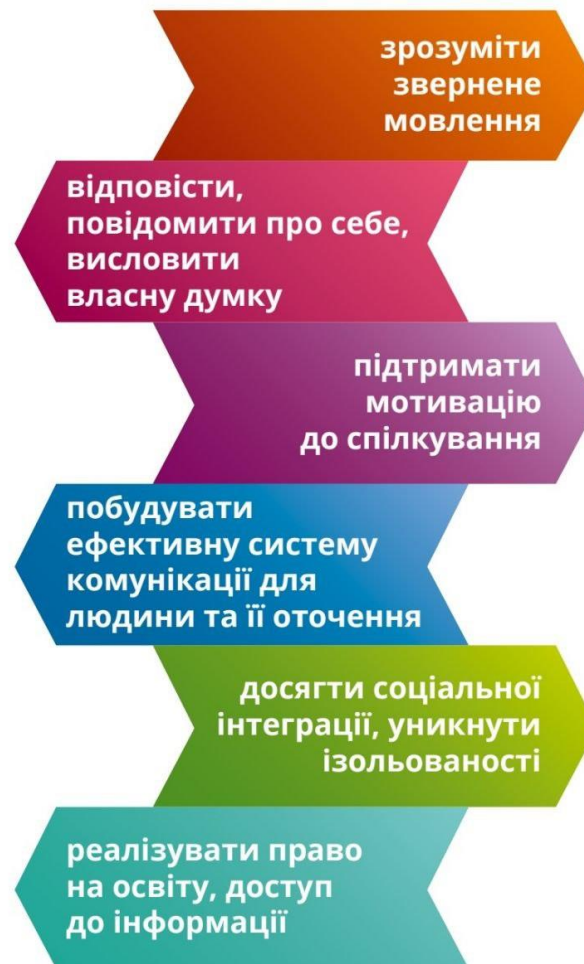 зрозуміти
звернене
мовлення
відповісти,
повідомити про себе,
висловити
власну думку
підтримати
мотивацію
до спілкування
побудувати
ефективну систему
комунікації для
людини та її оточення
досягти соціальної
інтеграції, уникнути
ізольованості
реалізувати право
на освіту, доступ
до інформації